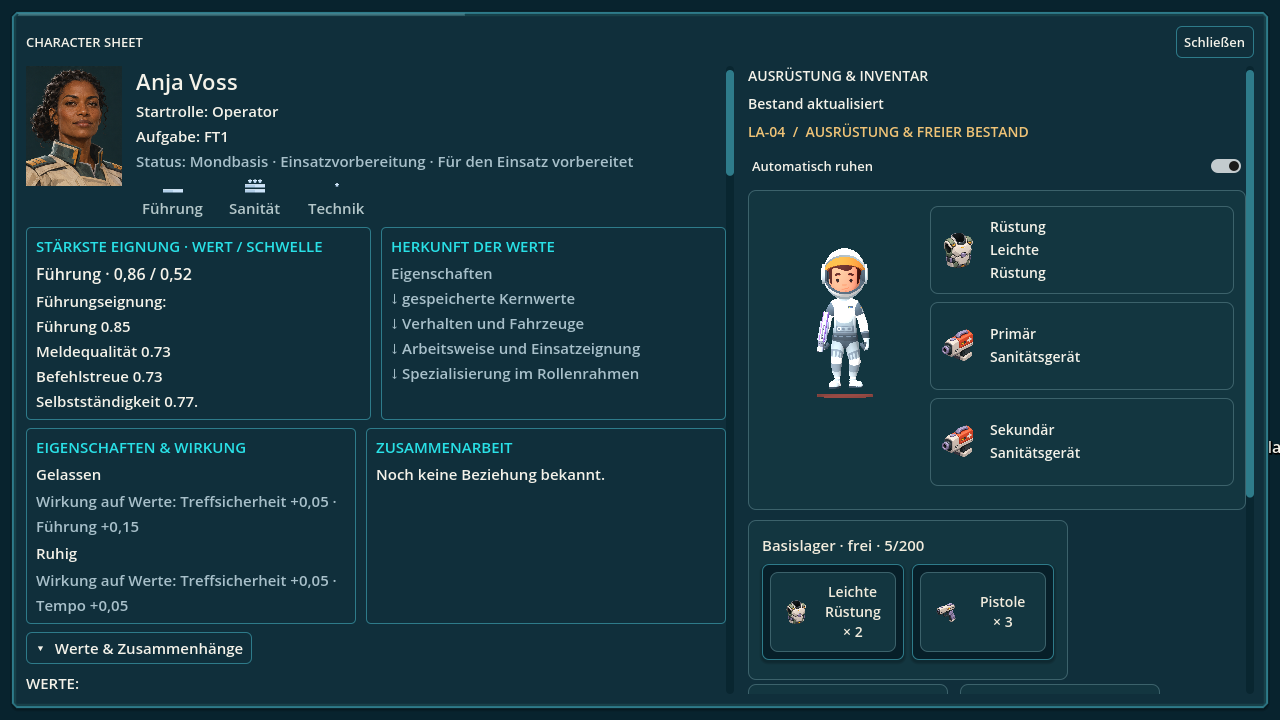 CHARACTER SHEET
Schließen
Anja Voss
Startrolle: Operator
Aufgabe: FT1
Status: Mondbasis · Einsatzvorbereitung · Für den Einsatz vorbereitet
Führung
Sanität
Technik
STÄRKSTE EIGNUNG · WERT / SCHWELLE
Führung · 0,86 / 0,52
Führungseignung:
Führung 0.85
Meldequalität 0.73
Befehlstreue 0.73
Selbstständigkeit 0.77.
HERKUNFT DER WERTE
Eigenschaften
↓ gespeicherte Kernwerte
↓ Verhalten und Fahrzeuge
↓ Arbeitsweise und Einsatzeignung
↓ Spezialisierung im Rollenrahmen
EIGENSCHAFTEN & WIRKUNG
Gelassen
Wirkung auf Werte: Treffsicherheit +0,05 ·
Führung +0,15
Ruhig
Wirkung auf Werte: Treffsicherheit +0,05 ·
Tempo +0,05
ZUSAMMENARBEIT
Noch keine Beziehung bekannt.
▼ Werte & Zusammenhänge
WERTE:
AUSRÜSTUNG & INVENTAR
Bestand aktualisiert
LA-04 / AUSRÜSTUNG & FREIER BESTAND
Automatisch ruhen
Rüstung
Leichte
Rüstung
Primär
Sanitätsgerät
Sekundär
Sanitätsgerät
Basislager · frei · 5/200
Leichte
Rüstung
× 2
Pistole
× 3
la